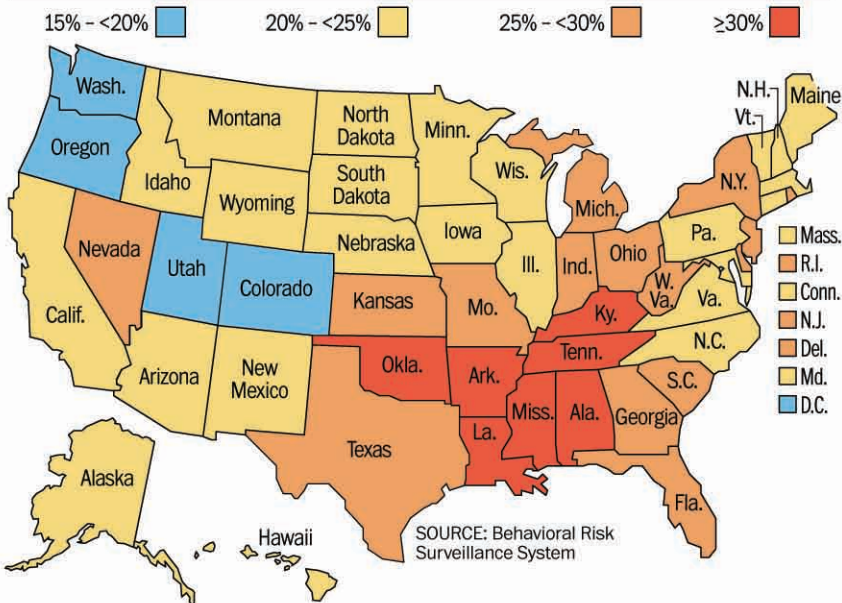 15% - <20%
20% - <25%
25% - <30%
≥30%
Wash.
Oregon
Montana
Idaho
Wyoming
North
Dakota
South
Dakota
Minn.
Wis.
Mich.
N.H.
Vt.
Maine
N.Y.
Nevada
Calif.
Utah
Colorado
Nebraska
Iowa
Ill.
Ind.
Ohio
Pa.
W.
Va.
Va.
Kansas
Mo.
Ky.
Tenn.
N.C.
S.C.
Arizona
New
Mexico
Okla.
Ark.
Texas
La.
Miss.
Ala.
Georgia
Fla.
Mass.
R.I.
Conn.
N.J.
Del.
Md.
D.C.
Alaska
Hawaii
SOURCE: Behavioral Risk
Surveillance System